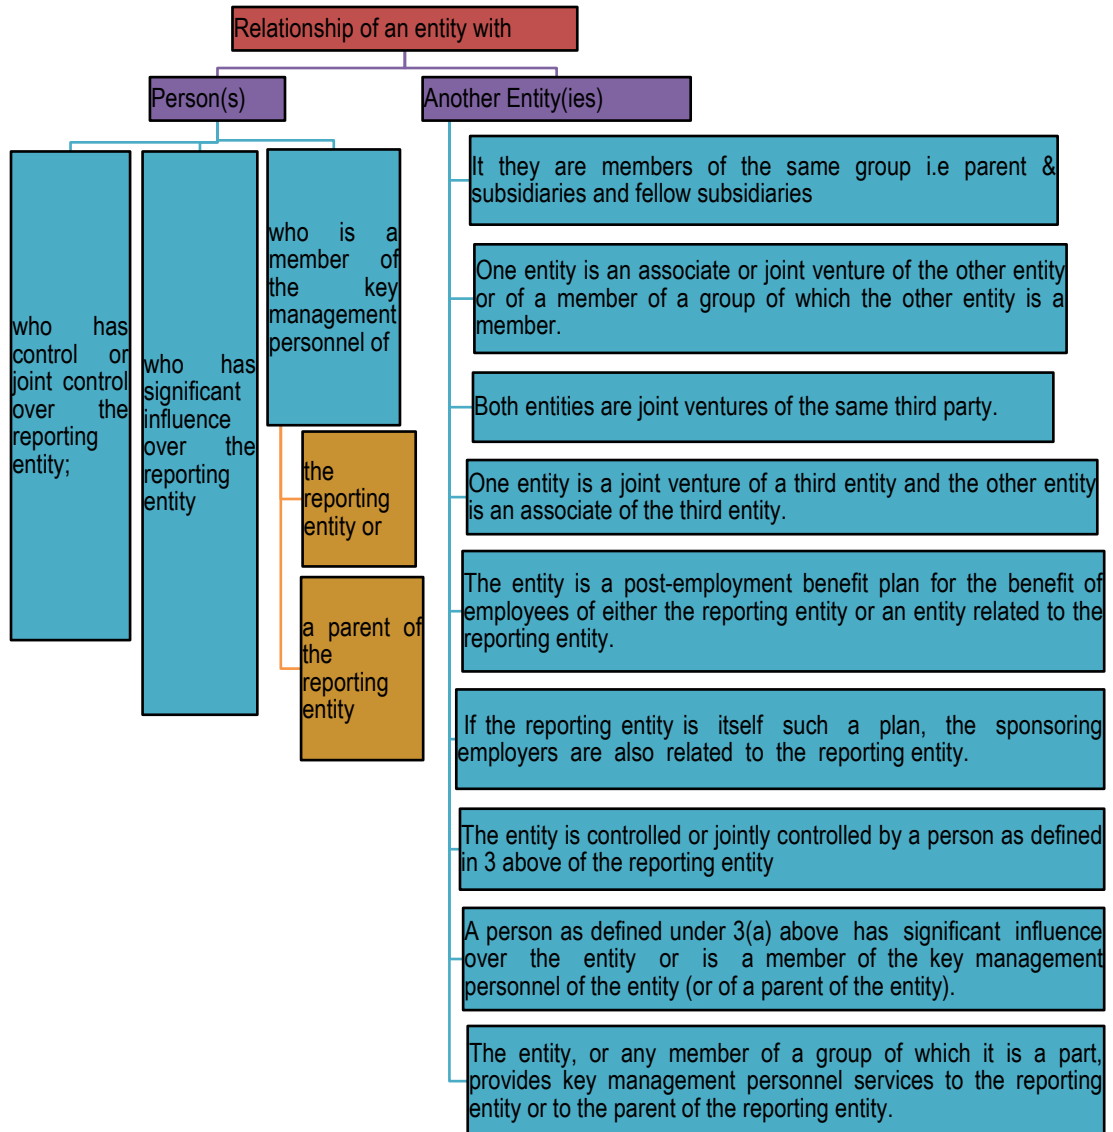 Relationship of an entity with
Person(s)
Another Entity(ies)
who has
control or
joint control
over the
reporting
entity;
who has
significant
influence
over the
reporting
entity
who is a
member of
the key
management
personnel of
the
reporting
entity or
a parent of
the
reporting
entity
It they are members of the same group i.e parent &
subsidiaries and fellow subsidiaries
One entity is an associate or joint venture of the other entity
or of a member of a group of which the other entity is a
member.
Both entities are joint ventures of the same third party.
One entity is a joint venture of a third entity and the other entity
is an associate of the third entity.
The entity is a post-employment benefit plan for the benefit of
employees of either the reporting entity or an entity related to the
reporting entity.
If the reporting entity is itself such a plan, the sponsoring
employers are also related to the reporting entity.
The entity is controlled or jointly controlled by a person as defined
in 3 above of the reporting entity
A person as defined under 3(a) above has significant influence
over the entity or is a member of the key management
personnel of the entity (or of a parent of the entity).
The entity, or any member of a group of which it is a part,
provides key management personnel services to the reporting
entity or to the parent of the reporting entity.